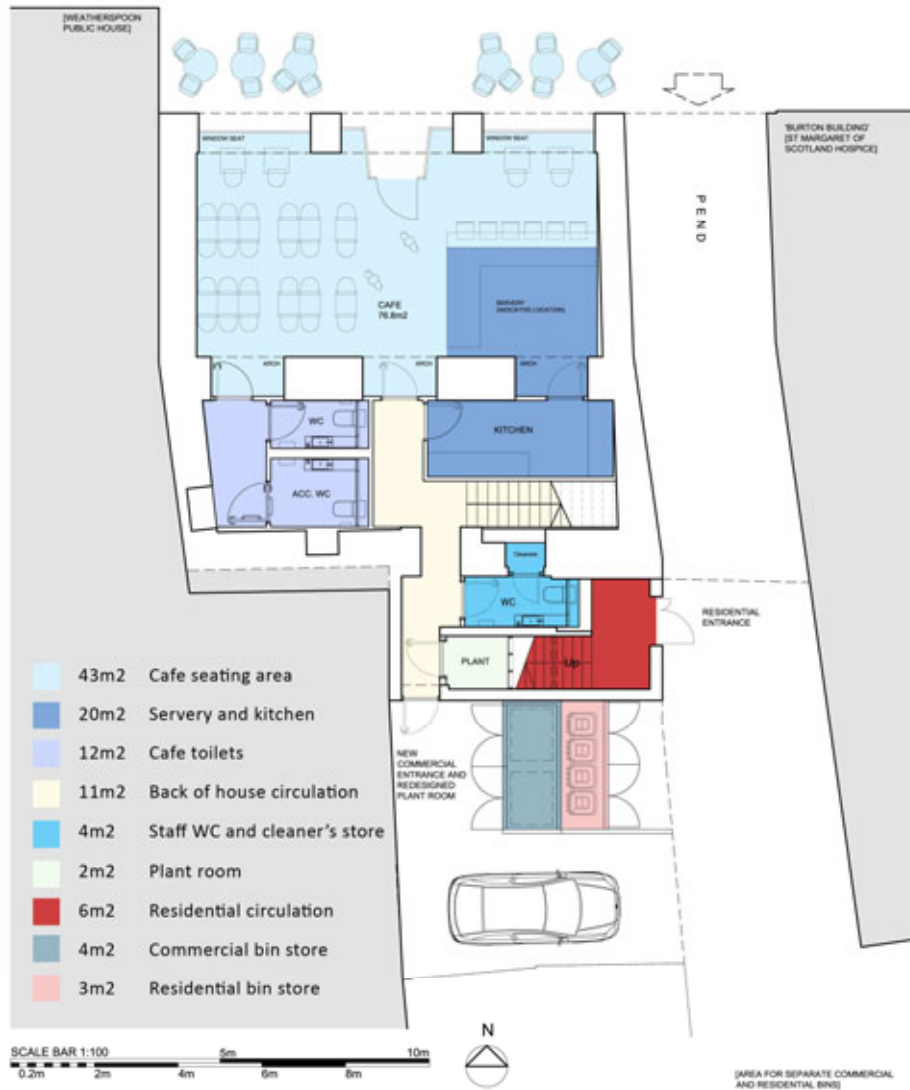 [WEATHERSPOON
PUBLIC HOUSE]
'BURTON BUILDING'
[ST MARGARET OF
SCOTLAND HOSPICE]
WINDOW SEAT
WINDOW SEAT
PEND
CAFE
76.8m2
SERVERY
(INDICATIVE LOCATION)
ARCH
ARCH
ARCH
WC
KITCHEN
ACC. WC
Cleaners
WC
RESIDENTIAL
ENTRANCE
PLANT
Up
NEW
COMMERCIAL
ENTRANCE AND
REDESIGNED
PLANT ROOM
43m2 Cafe seating area
20m2 Servery and kitchen
12m2 Cafe toilets
11m2 Back of house circulation
4m2 Staff WC and cleaner's store
2m2 Plant room
6m2 Residential circulation
4m2 Commercial bin store
3m2 Residential bin store
SCALE BAR 1:100 5m 10m
0.2m 2m 4m 6m 8m
N
[AREA FOR SEPARATE COMMERCIAL
AND RESIDENTIAL BINS]